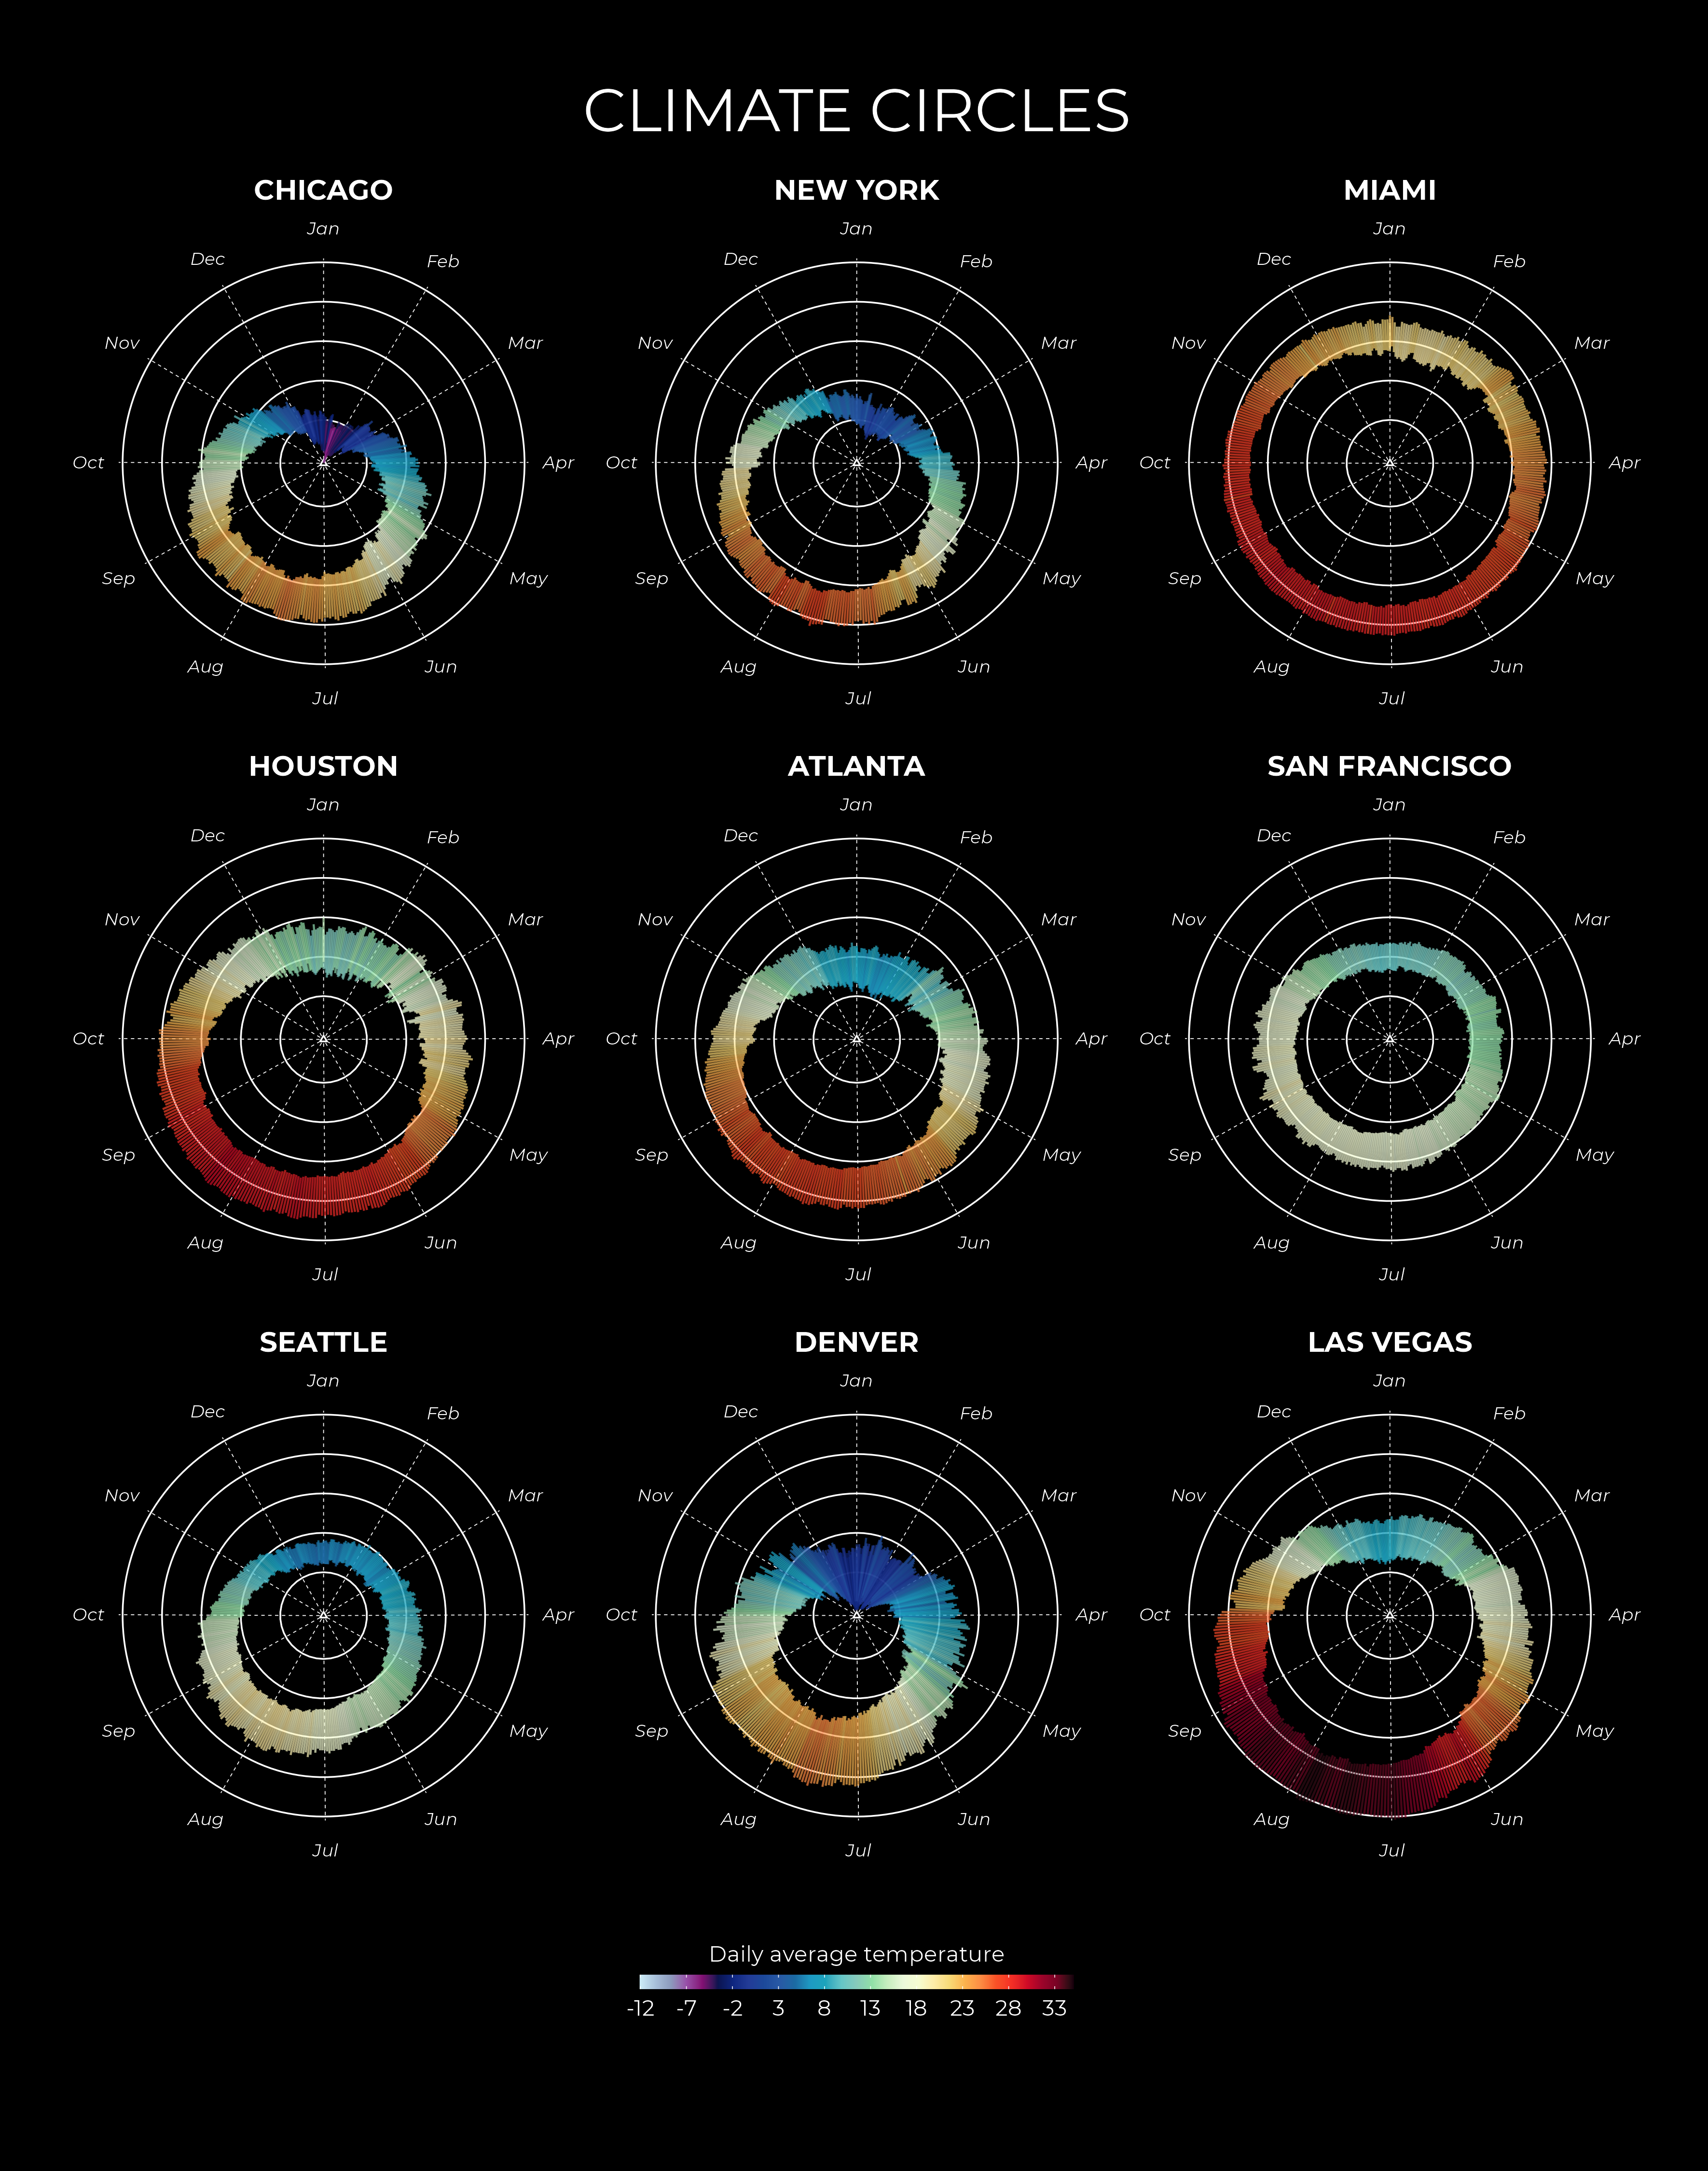 CLIMATE CIRCLES
CHICAGO
Jan
Feb
Mar
Apr
May
Jun
Jul
Aug
Sep
Oct
Nov
Dec
NEW YORK
Jan
Feb
Mar
Apr
May
Jun
Jul
Aug
Sep
Oct
Nov
Dec
MIAMI
Jan
Feb
Mar
Apr
May
Jun
Jul
Aug
Sep
Oct
Nov
Dec
HOUSTON
Jan
Feb
Mar
Apr
May
Jun
Jul
Aug
Sep
Oct
Nov
Dec
ATLANTA
Jan
Feb
Mar
Apr
May
Jun
Jul
Aug
Sep
Oct
Nov
Dec
SAN FRANCISCO
Jan
Feb
Mar
Apr
May
Jun
Jul
Aug
Sep
Oct
Nov
Dec
SEATTLE
Jan
Feb
Mar
Apr
May
Jun
Jul
Aug
Sep
Oct
Nov
Dec
DENVER
Jan
Feb
Mar
Apr
May
Jun
Jul
Aug
Sep
Oct
Nov
Dec
LAS VEGAS
Jan
Feb
Mar
Apr
May
Jun
Jul
Aug
Sep
Oct
Nov
Dec
Daily average temperature
-12 -7 -2 3 8 13 18 23 28 33